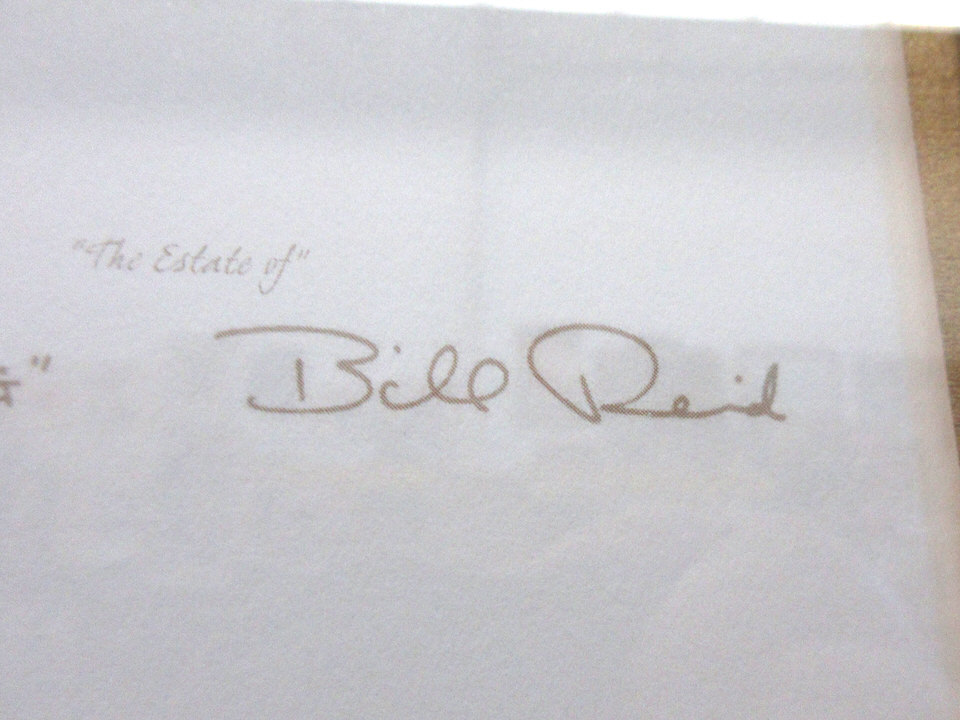 "The Estate of"
Bill Reid
"